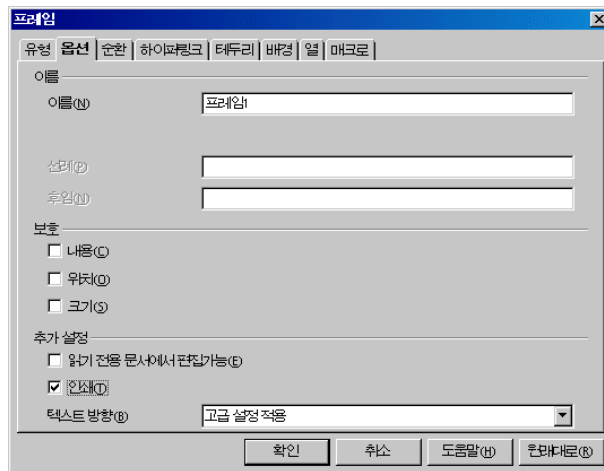 프레임
유형 옵션 순환 하이퍼링크 테두리 배경 열 매크로
이름
이름(N) 프레임1
선례(P)
후임(N)
보호
내용(C)
위치(O)
크기(S)
추가 설정
읽기 전용 문서에서 편집가능(E)
인쇄(T)
텍스트 방향(B) 고급 설정 적용
확인 취소 도움말(H) 원래대로(R)